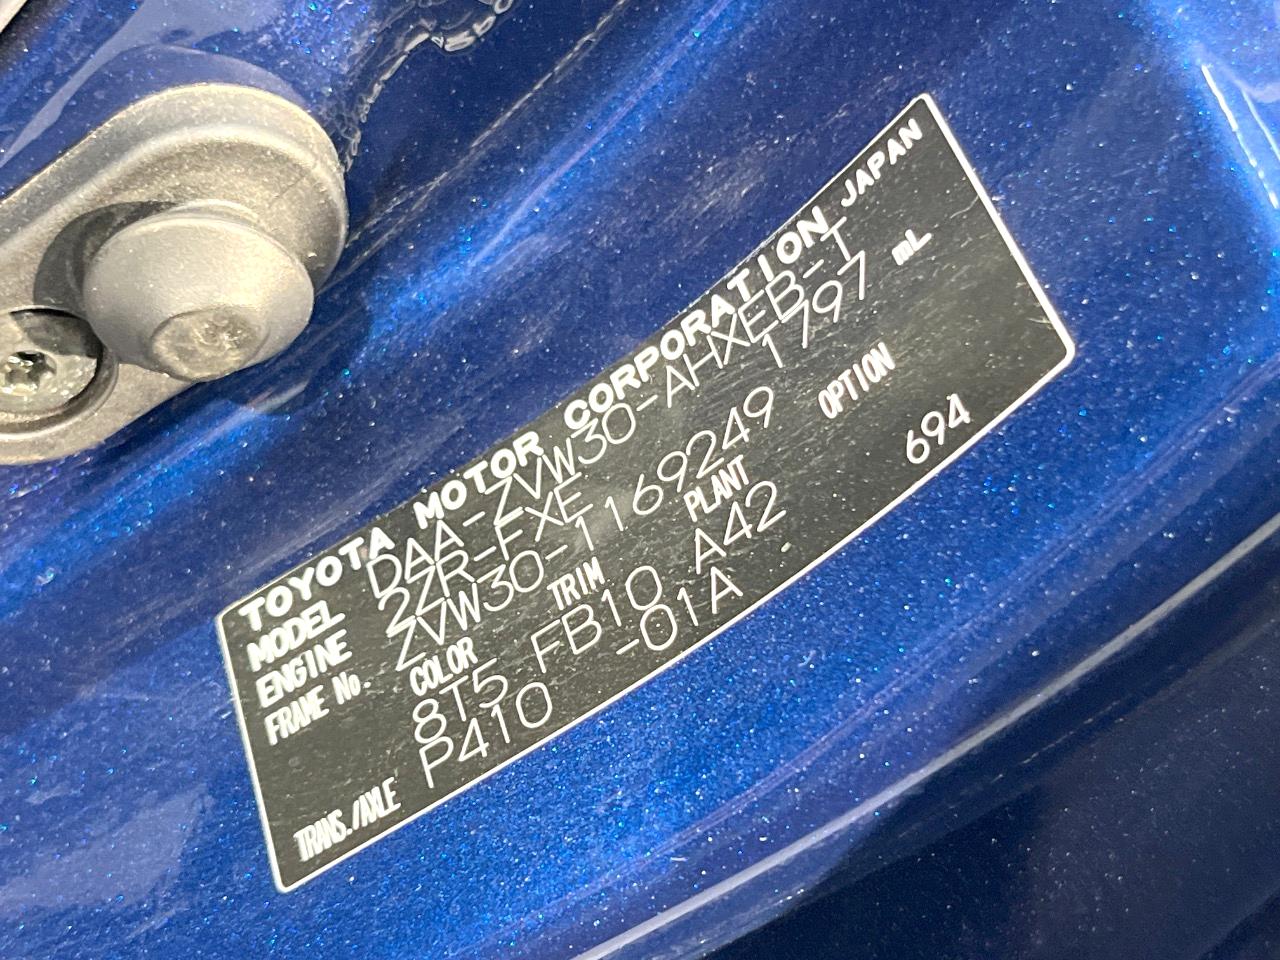 TOYOTA MOTOR CORPORATION JAPAN
MODEL DAA-ZVW30-AHXEB-T
ENGINE 2ZR-FXE 1797 mL
FRAME No. ZVW30-1169249
COLOR TRIM PLANT OPTION
8T5 FB10 A42 694
TRANS./AXLE P410 -01A